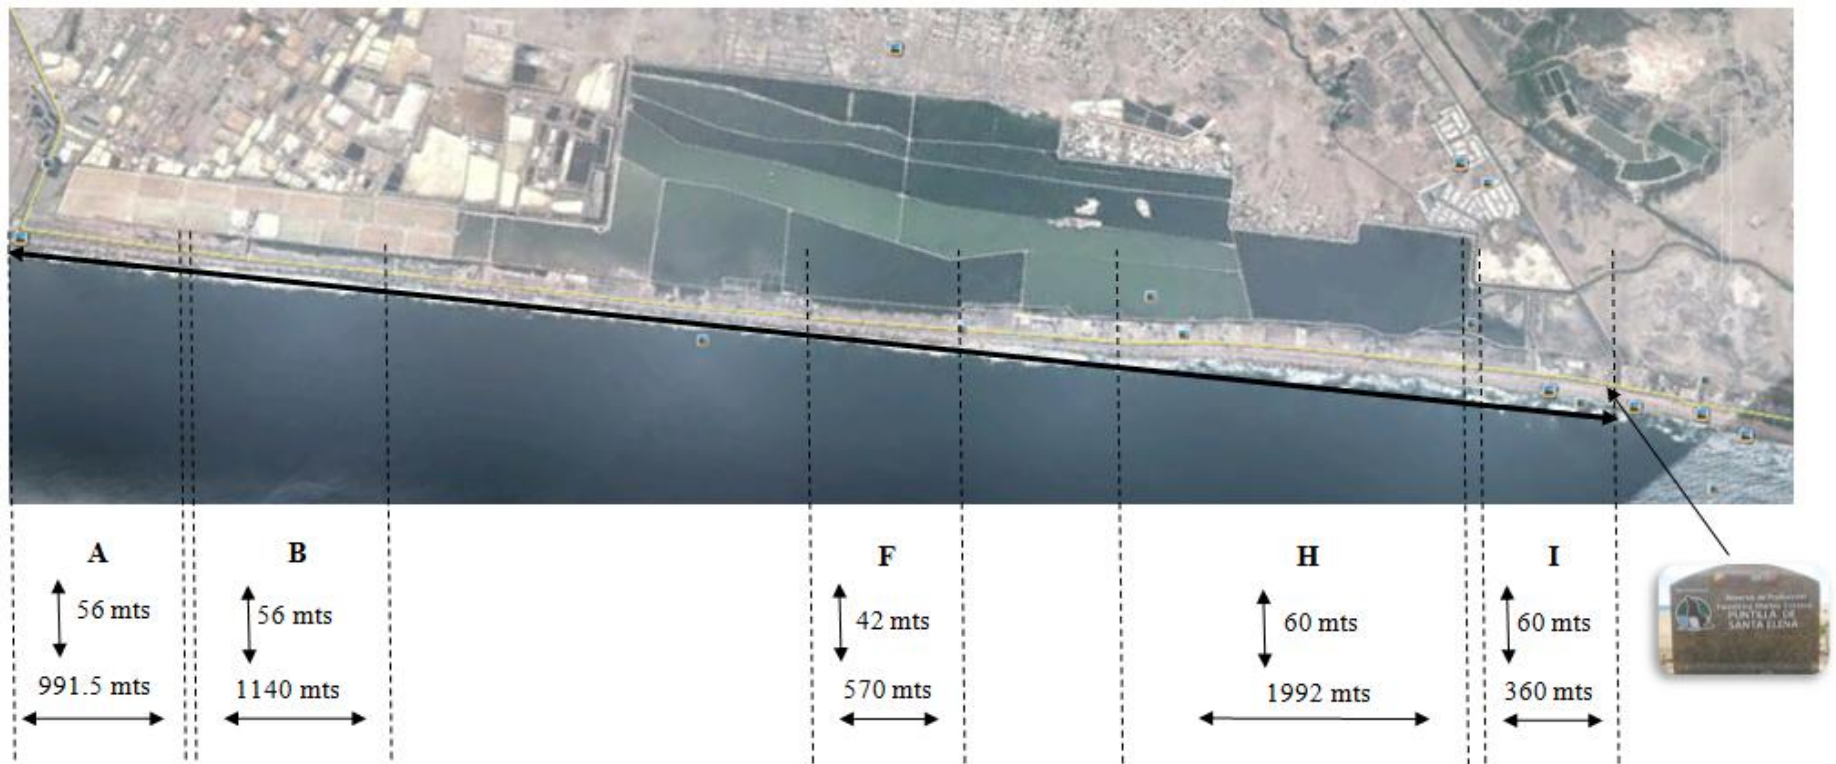 A
B
F
H
I
56 mts
56 mts
42 mts
60 mts
60 mts
991.5 mts
1140 mts
570 mts
1992 mts
360 mts
PUNTILLA DE
SANTA ELENA